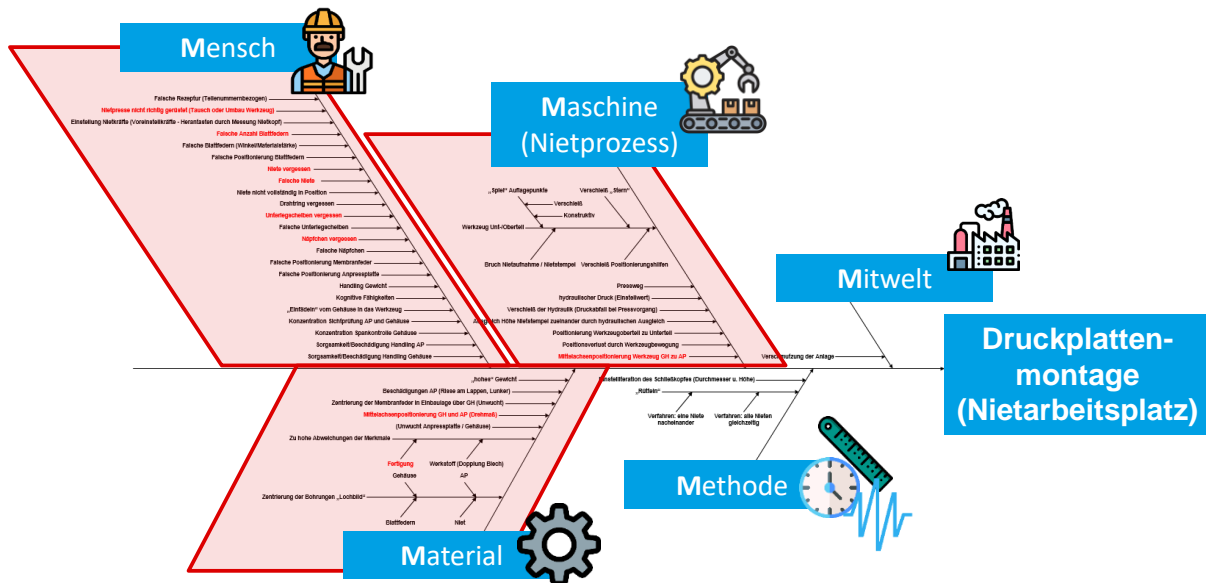 Mensch
Falsche Rezeptur (Teilenummernbezogen)
Nietpresse nicht richtig gerüstet (Tausch oder Umbau Werkzeug)
Einstellung Nietkräfte (Voreinstellkräfte - Herantasten durch Messung Nietkopf)
Falsche Anzahl Blattfedern
Falsche Blattfedern (Winkel/Materialstärke)
Falsche Positionierung Blattfedern
Niete vergessen
Falsche Niete
Niete nicht vollständig in Position
Drahtring vergessen
Unterlegscheiben vergessen
Falsche Unterlegscheiben
Näpfchen vergessen
Falsche Näpfchen
Falsche Positionierung Membranfeder
Falsche Positionierung Anpressplatte
Handling Gewicht
Kognitive Fähigkeiten
„Einfädeln“ vom Gehäuse in das Werkzeug
Konzentration Sichtprüfung AP und Gehäuse
Konzentration Spankontrolle Gehäuse
Sorgsamkeit/Beschädigung Handling AP
Sorgsamkeit/Beschädigung Handling Gehäuse
Maschine
(Nietprozess)
„Spiel“ Auflagepunkte
Verschleiß „Stern“
Verschleiß
Konstruktiv
Werkzeug Unt-/Oberteil
Bruch Nietaufnahme / Nietstempel
Verschleiß Positionierungshilfen
Pressweg
hydraulischer Druck (Einstellwert)
Verschleiß der Hydraulik (Druckabfall bei Pressvorgang)
Ausgleich Höhe Nietstempel zueinander durch hydraulischen Ausgleich
Positionierung Werkzeugoberteil zu Unterteil
Positionsverlust durch Werkzeugbewegung
Mittelachsenpositionierung Werkzeug GH zu AP
Mitwelt
Verschmutzung der Anlage
Druckplatten-
montage
(Nietarbeitsplatz)
„hohes“ Gewicht
Beschädigungen AP (Risse am Lappen, Lunker)
Zentrierung der Membranfeder in Einbaulage über GH (Unwucht)
Mittelachsenpositionierung GH und AP (Drehmaß)
(Unwucht Anpressplatte / Gehäuse)
Zu hohe Abweichungen der Merkmale
Fertigung
Werkstoff (Dopplung Blech)
Gehäuse
AP
Zentrierung der Bohrungen „Lochbild“
Blattfedern
Niet
Material
des Schließkopfes (Durchmesser u. Höhe)
„Rütteln“
Verfahren: eine Niete
nacheinander
Verfahren: alle Nieten
gleichzeitig
Methode